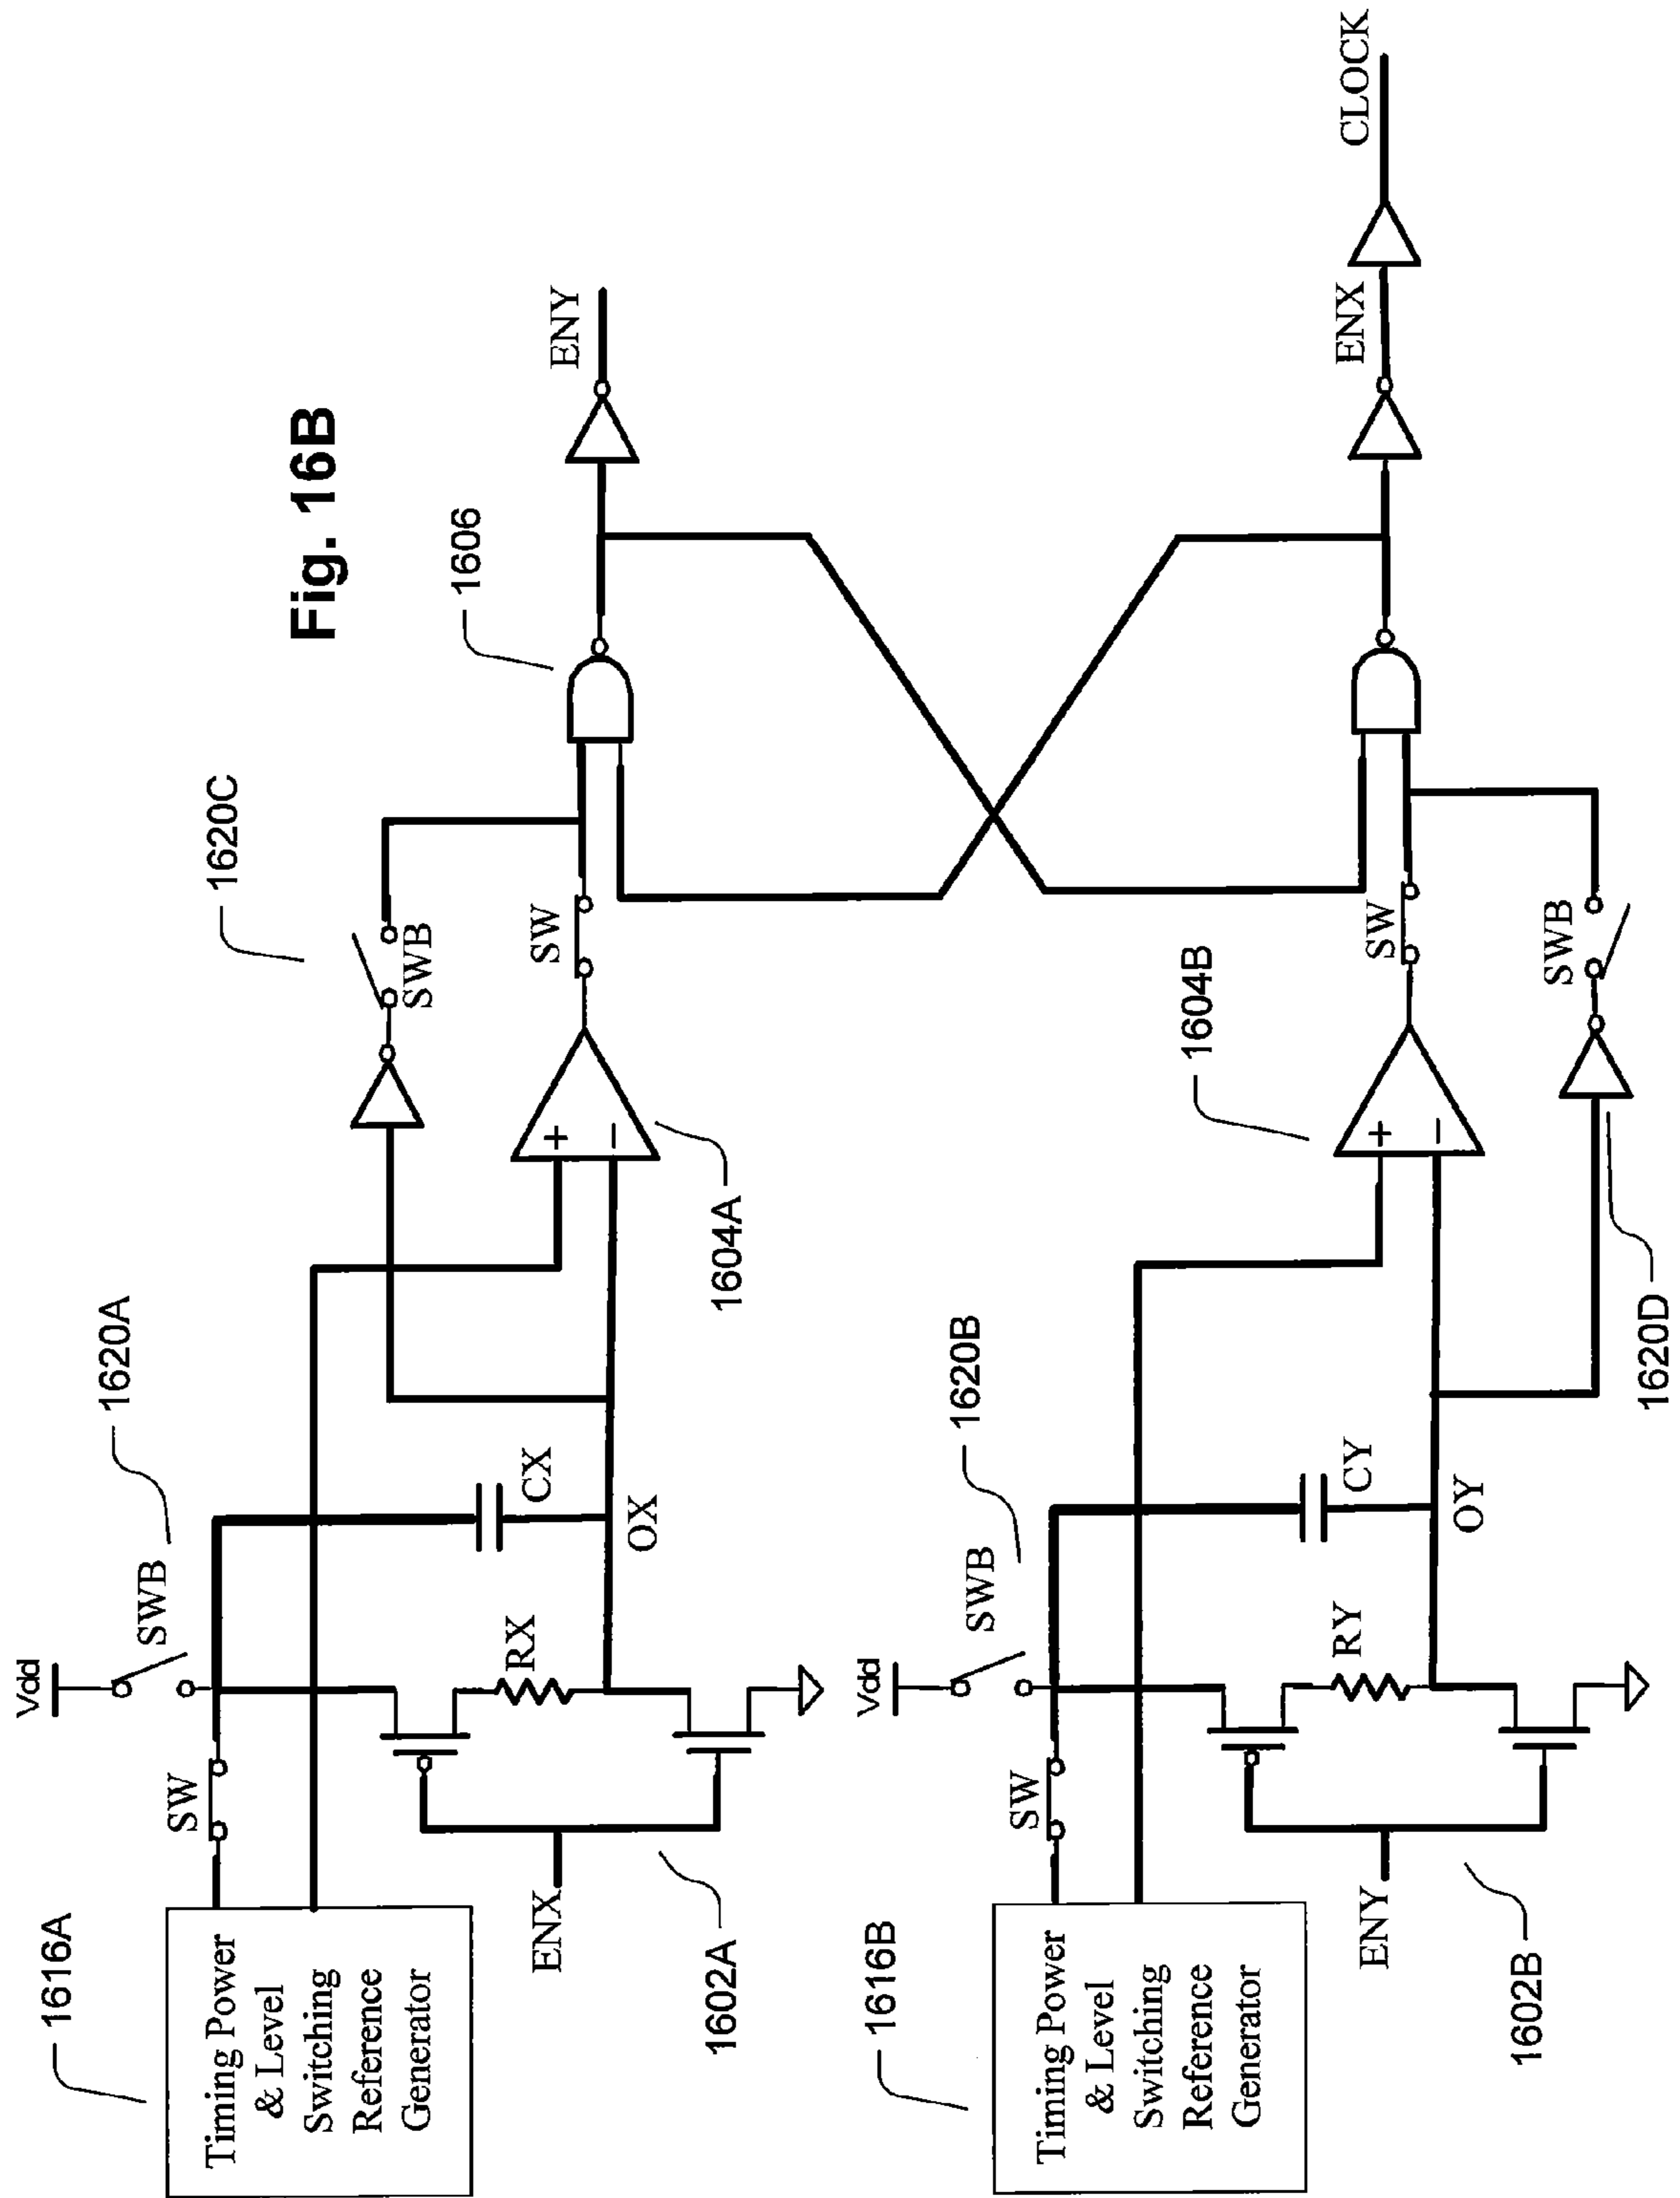 Fig. 16B
1616A
Timing Power
& Level
Switching
Reference
Generator
SW
Vdd
SWB
1620A
ENX
1602A
RX
CX
OX
1604A
+
−
SWB
1620C
SW
1606
ENY
1616B
Timing Power
& Level
Switching
Reference
Generator
SW
Vdd
SWB
1620B
ENY
1602B
RY
CY
OY
1604B
+
−
SW
SWB
1620D
ENX
CLOCK